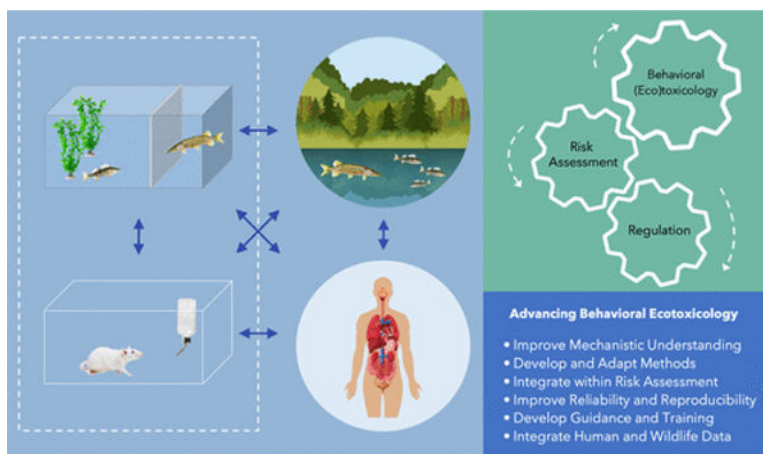 Behavioral
(Eco)toxicology
Risk
Assessment
Regulation
Advancing Behavioral Ecotoxicology
• Improve Mechanistic Understanding
• Develop and Adapt Methods
• Integrate within Risk Assessment
• Improve Reliability and Reproducibility
• Develop Guidance and Training
• Integrate Human and Wildlife Data